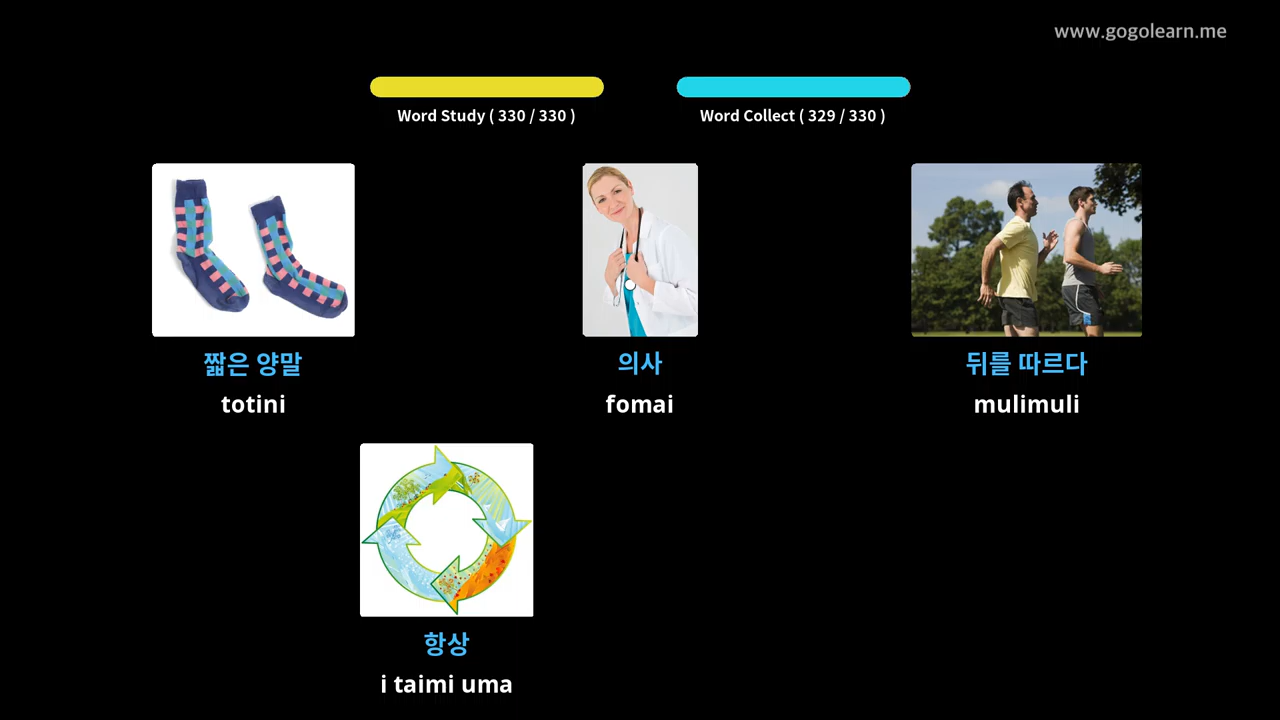 www.gogolearn.me
Word Study ( 330 / 330 )
Word Collect ( 329 / 330 )
짧은 양말
totini
의사
fomai
뒤를 따르다
mulimuli
항상
i taimi uma